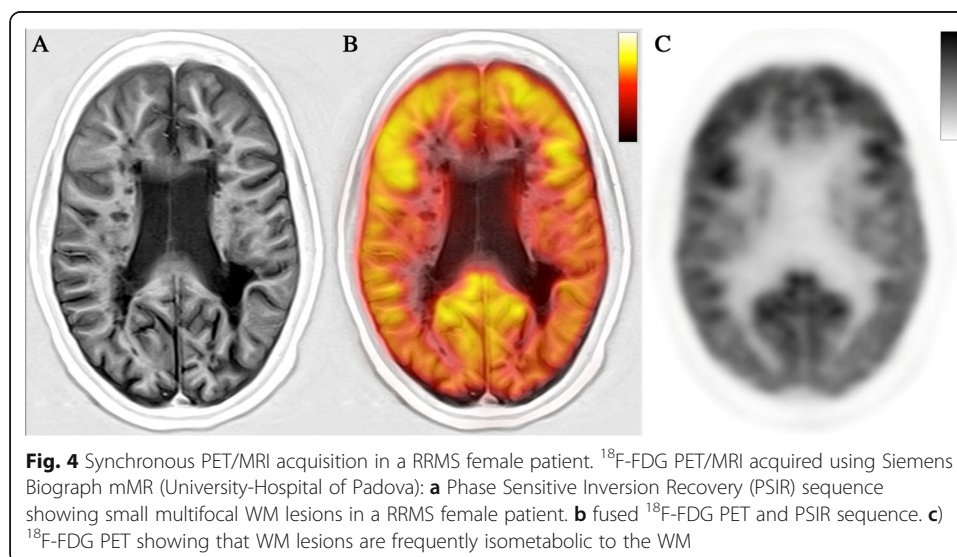 A
B
C
Fig. 4 Synchronous PET/MRI acquisition in a RRMS female patient. ¹⁸F-FDG PET/MRI acquired using Siemens
Biograph mMR (University-Hospital of Padova): a Phase Sensitive Inversion Recovery (PSIR) sequence
showing small multifocal WM lesions in a RRMS female patient. b fused ¹⁸F-FDG PET and PSIR sequence. c)
¹⁸F-FDG PET showing that WM lesions are frequently isometabolic to the WM